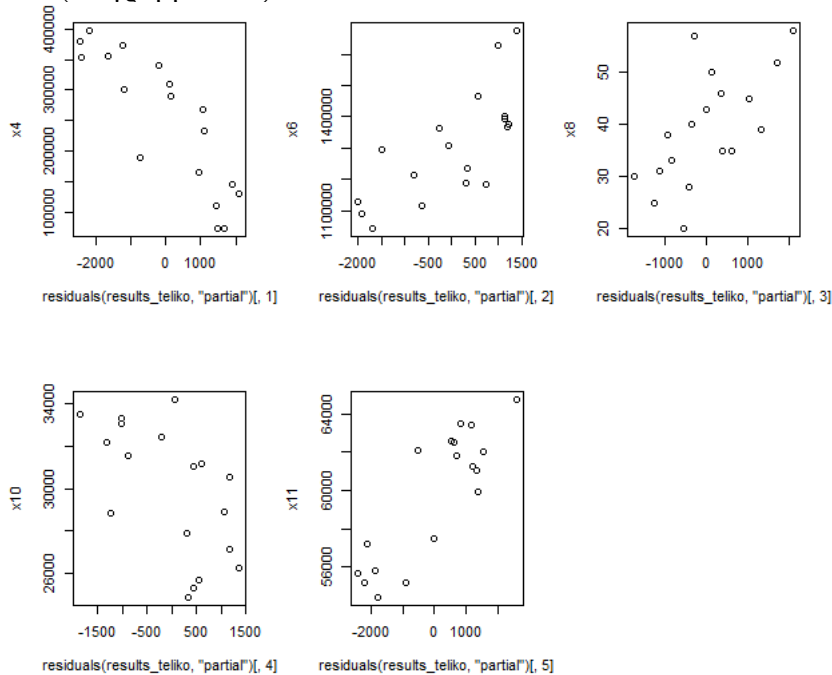 x4
100000 200000 300000 400000
-2000 0 1000
residuals(results_teliko, "partial")[, 1]
x6
1100000 1400000
-2000 -500 500 1500
residuals(results_teliko, "partial")[, 2]
x8
20 30 40 50
-1000 0 1000
residuals(results_teliko, "partial")[, 3]
x10
26000 30000 34000
-1500 -500 500 1500
residuals(results_teliko, "partial")[, 4]
x11
56000 60000 64000
-2000 0 1000
residuals(results_teliko, "partial")[, 5]